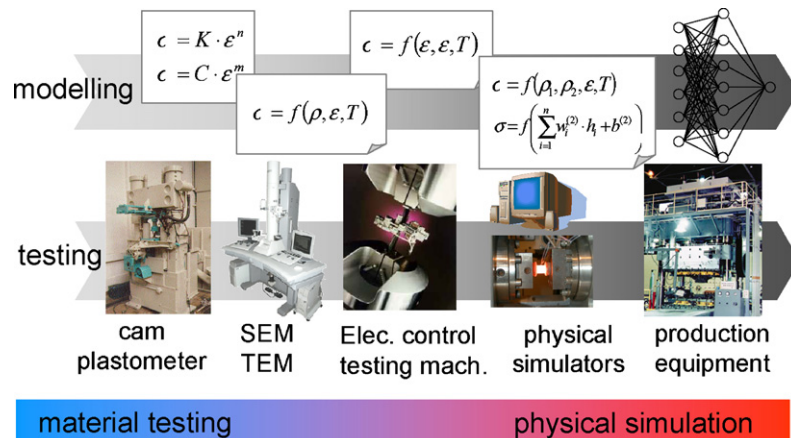 ϵ = K · ε^n
ϵ = C · ε^m
ϵ = f(ρ, ε, T)
ϵ = f(ε, ε, T)
ϵ = f(ρ₁, ρ₂, ε, T)
σ = f(∑_{i=1}^{n} w_i^{(2)} · h_i + b^{(2)})
modelling
testing
cam
plastometer
SEM
TEM
Elec. control
testing mach.
physical
simulators
production
equipment
material testing
physical simulation